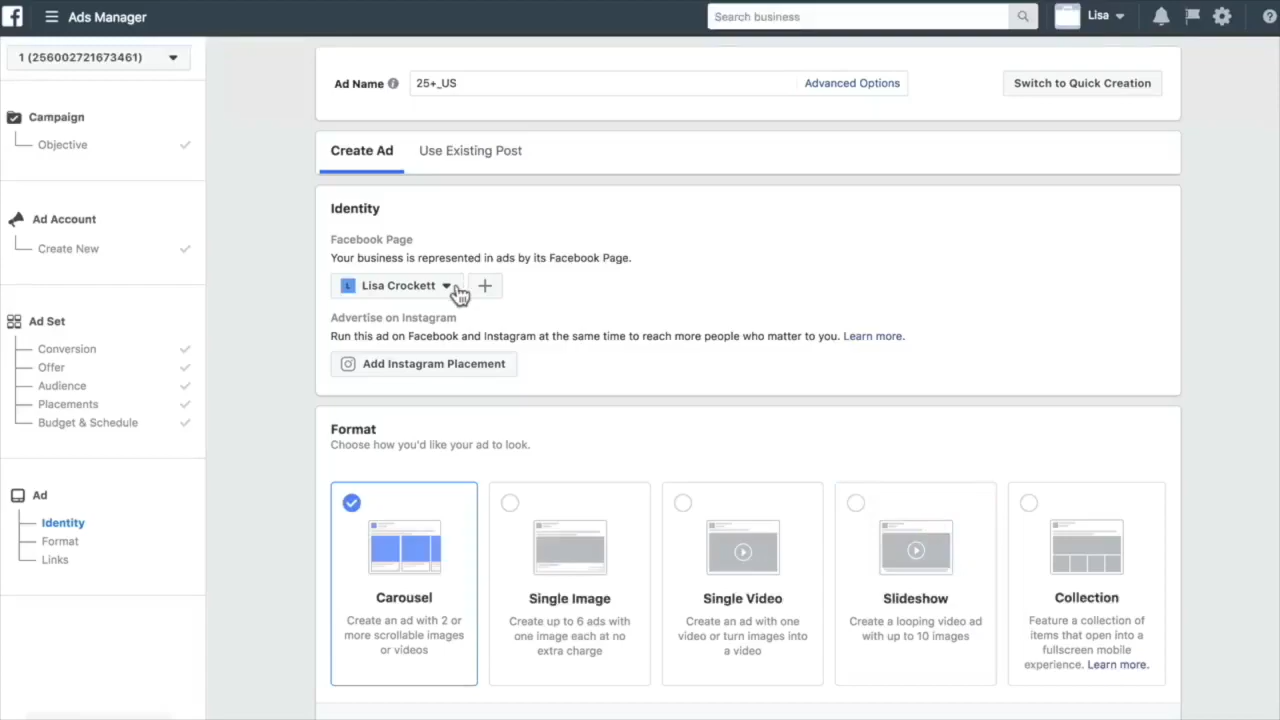 Ads Manager
Search business
Lisa
1 (256002721673461)
Campaign
Objective
Ad Account
Create New
Ad Set
Conversion
Offer
Audience
Placements
Budget & Schedule
Ad
Identity
Format
Links
Ad Name
25+_US
Advanced Options
Switch to Quick Creation
Create Ad
Use Existing Post
Identity
Facebook Page
Your business is represented in ads by its Facebook Page.
L Lisa Crockett
Advertise on Instagram
Run this ad on Facebook and Instagram at the same time to reach more people who matter to you. Learn more.
Add Instagram Placement
Format
Choose how you'd like your ad to look.
Carousel
Create an ad with 2 or
more scrollable images
or videos
Single Image
Create up to 6 ads with
one image each at no
extra charge
Single Video
Create an ad with one
video or turn images into
a video
Slideshow
Create a looping video ad
with up to 10 images
Collection
Feature a collection of
items that open into a
fullscreen mobile
experience. Learn more.